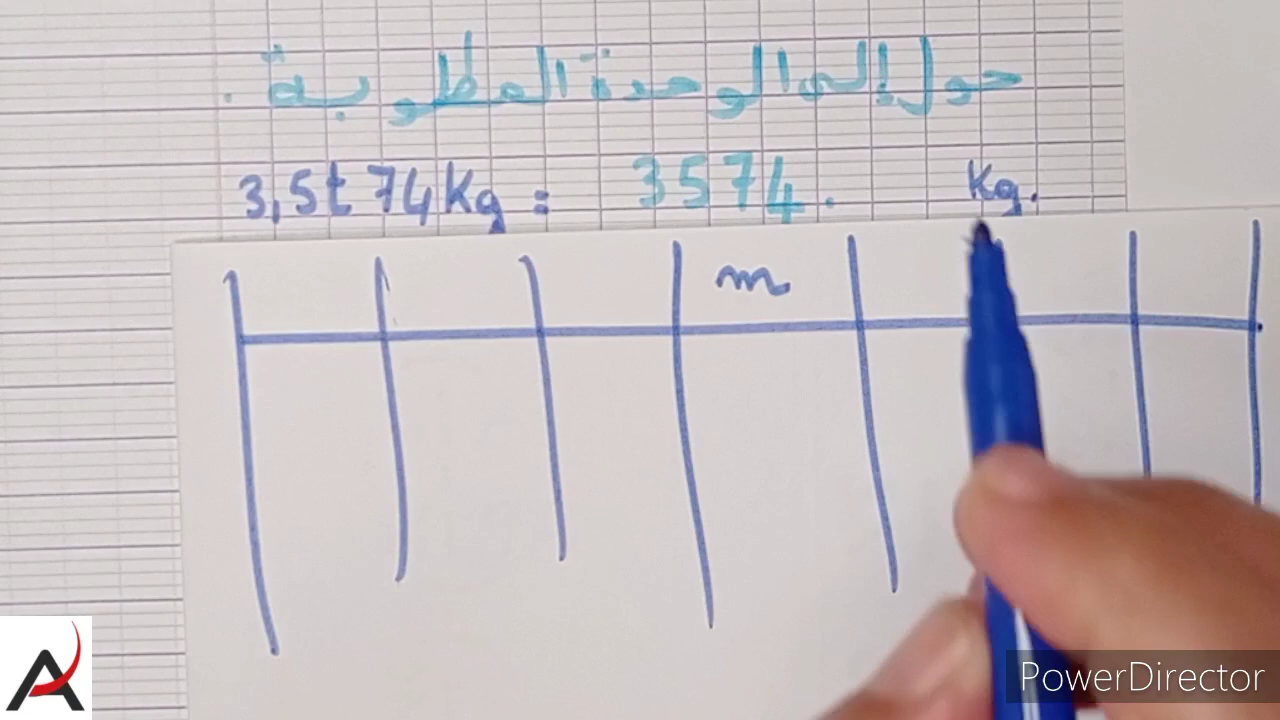 حول إلى الوحدة المطلوبة.
3,5t 74Kg = 3574. Kg.
m
PowerDirector